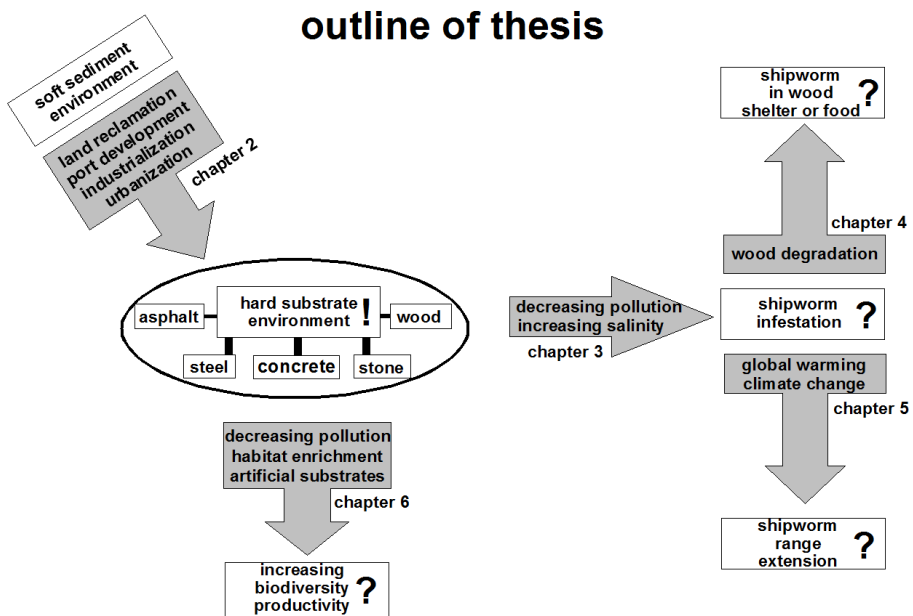 outline of thesis
soft sediment
environment
land reclamation
port development
industrialization
urbanization
chapter 2
hard substrate
environment !
asphalt
wood
steel
concrete
stone
decreasing pollution
increasing salinity
chapter 3
shipworm
in wood
shelter or food ?
chapter 4
wood degradation
shipworm
infestation ?
global warming
climate change
chapter 5
shipworm
range
extension ?
decreasing pollution
habitat enrichment
artificial substrates
chapter 6
increasing
biodiversity
productivity ?